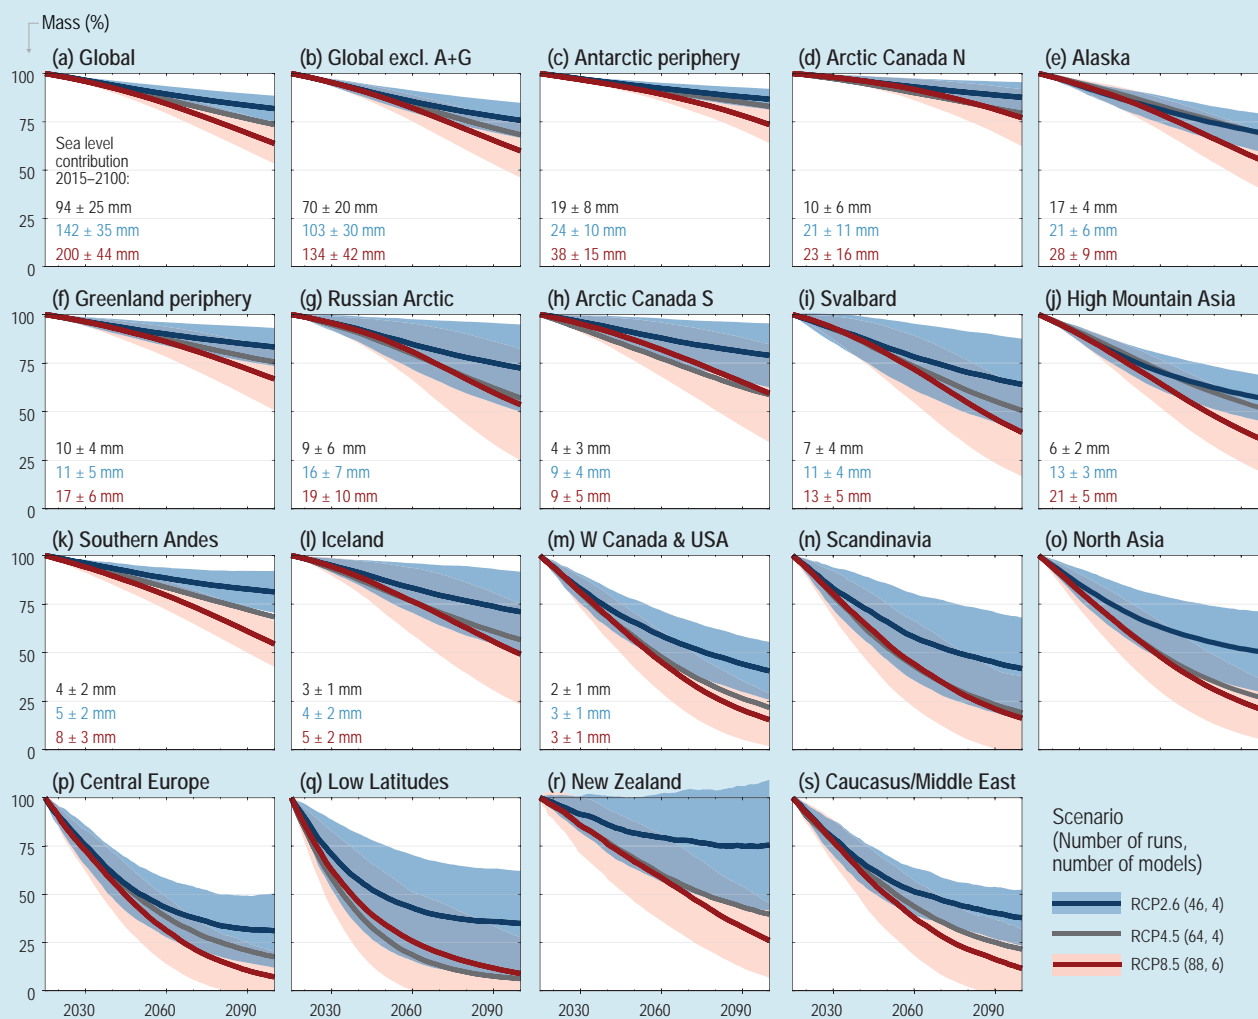 Mass (%)
(a) Global
(b) Global excl. A+G
(c) Antarctic periphery
(d) Arctic Canada N
(e) Alaska
100
75
50
25
0
Sea level
contribution
2015–2100:
94 ± 25 mm
142 ± 35 mm
200 ± 44 mm
70 ± 20 mm
103 ± 30 mm
134 ± 42 mm
19 ± 8 mm
24 ± 10 mm
38 ± 15 mm
10 ± 6 mm
21 ± 11 mm
23 ± 16 mm
17 ± 4 mm
21 ± 6 mm
28 ± 9 mm
(f) Greenland periphery
(g) Russian Arctic
(h) Arctic Canada S
(i) Svalbard
(j) High Mountain Asia
100
75
50
25
0
10 ± 4 mm
11 ± 5 mm
17 ± 6 mm
9 ± 6 mm
16 ± 7 mm
19 ± 10 mm
4 ± 3 mm
9 ± 4 mm
9 ± 5 mm
7 ± 4 mm
11 ± 4 mm
13 ± 5 mm
6 ± 2 mm
13 ± 3 mm
21 ± 5 mm
(k) Southern Andes
(l) Iceland
(m) W Canada & USA
(n) Scandinavia
(o) North Asia
100
75
50
25
0
4 ± 2 mm
5 ± 2 mm
8 ± 3 mm
3 ± 1 mm
4 ± 2 mm
5 ± 2 mm
2 ± 1 mm
3 ± 1 mm
3 ± 1 mm
(p) Central Europe
(q) Low Latitudes
(r) New Zealand
(s) Caucasus/Middle East
100
75
50
25
0
2030
2060
2090
2030
2060
2090
2030
2060
2090
2030
2060
2090
Scenario
(Number of runs,
number of models)
RCP2.6 (46, 4)
RCP4.5 (64, 4)
RCP8.5 (88, 6)